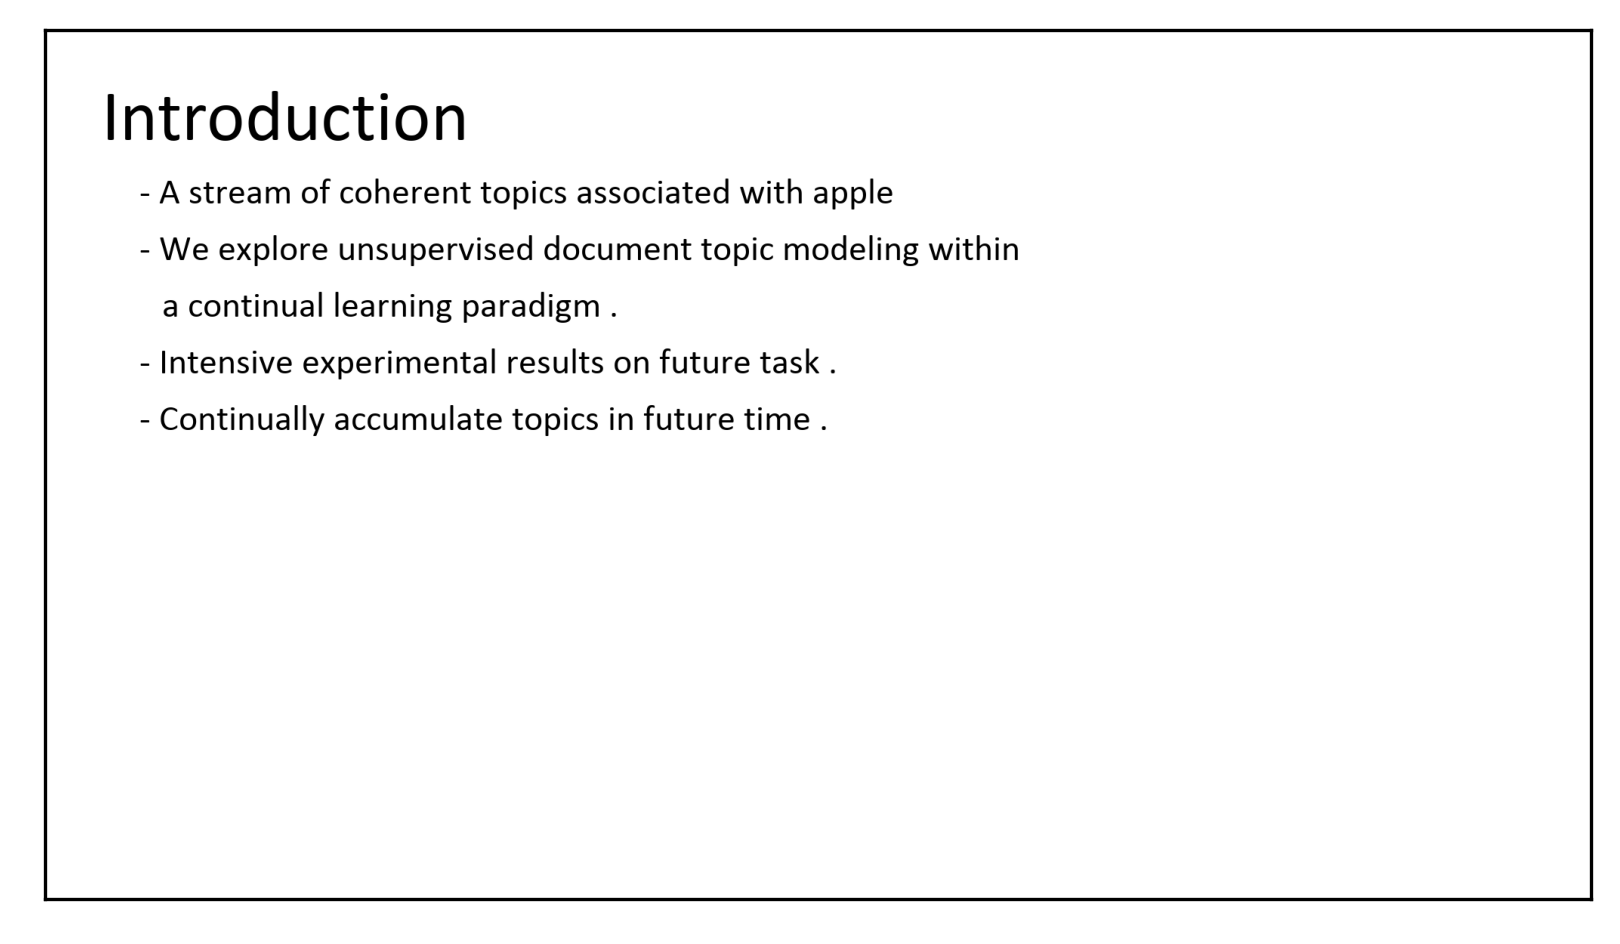 Introduction
- A stream of coherent topics associated with apple
- We explore unsupervised document topic modeling within
a continual learning paradigm .
- Intensive experimental results on future task .
- Continually accumulate topics in future time .